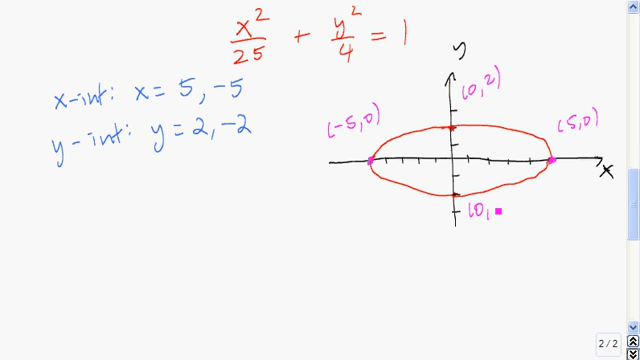 x²/25 + y²/4 = 1
x-int: x = 5, -5
y-int: y = 2, -2
y
(0, 2)
(-5, 0)
(5, 0)
x
(0,
2 / 2